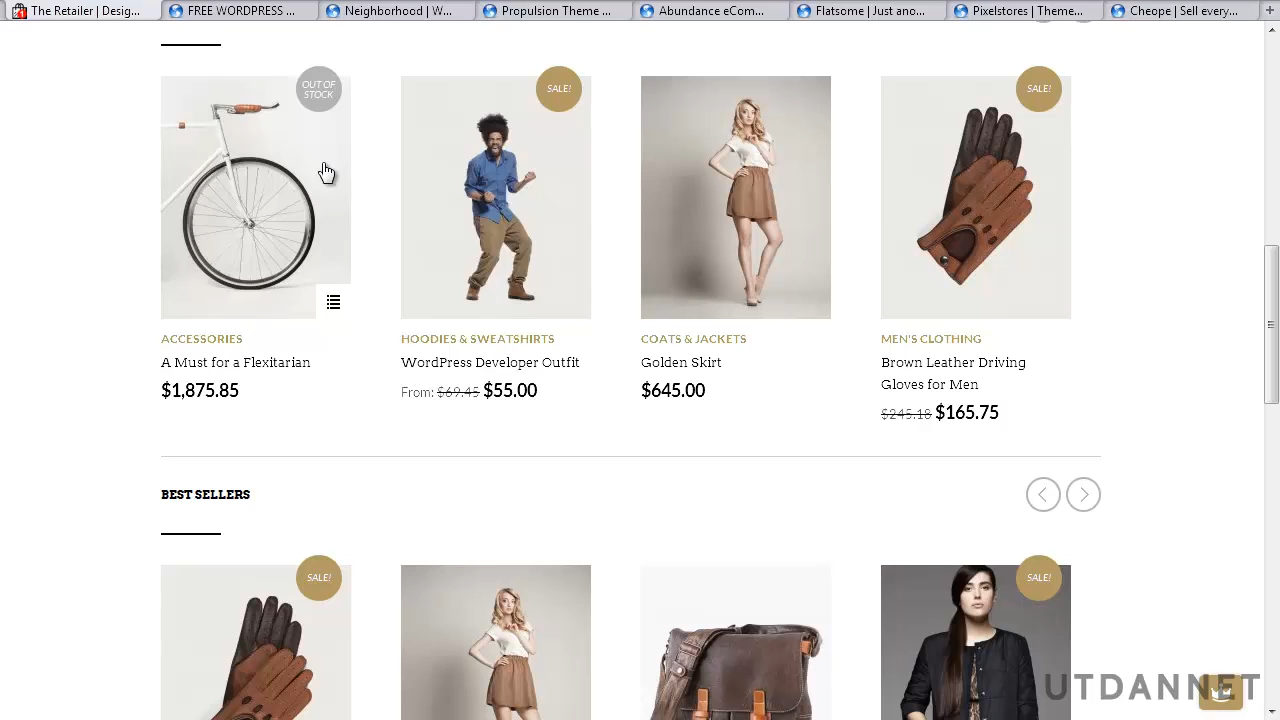 The Retailer | Desig...
FREE WORDPRESS ...
Neighborhood | W...
Propulsion Theme ...
Abundance eCom...
Flatsome | Just ano...
Pixelstores | Theme...
Cheope | Sell every...
OUT OF
STOCK
SALE!
SALE!
ACCESSORIES
HOODIES & SWEATSHIRTS
COATS & JACKETS
MEN'S CLOTHING
A Must for a Flexitarian
WordPress Developer Outfit
Golden Skirt
Brown Leather Driving
Gloves for Men
$1,875.85
From: $69.45 $55.00
$645.00
$245.18 $165.75
BEST SELLERS
SALE!
SALE!
UTDANNET